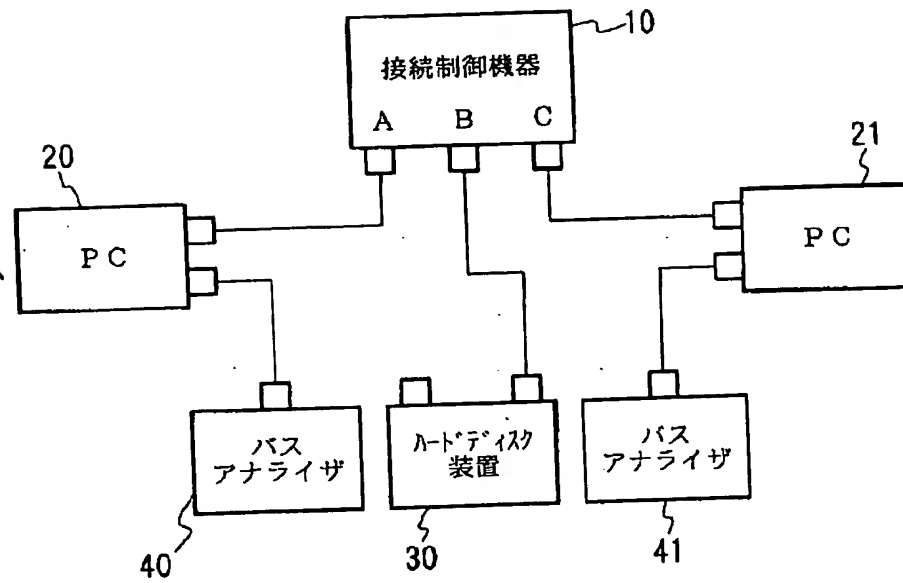 10
接続制御機器
A B C
20
21
PC
PC
バス
アナライザ
ハードディスク
装置
バス
アナライザ
40
30
41